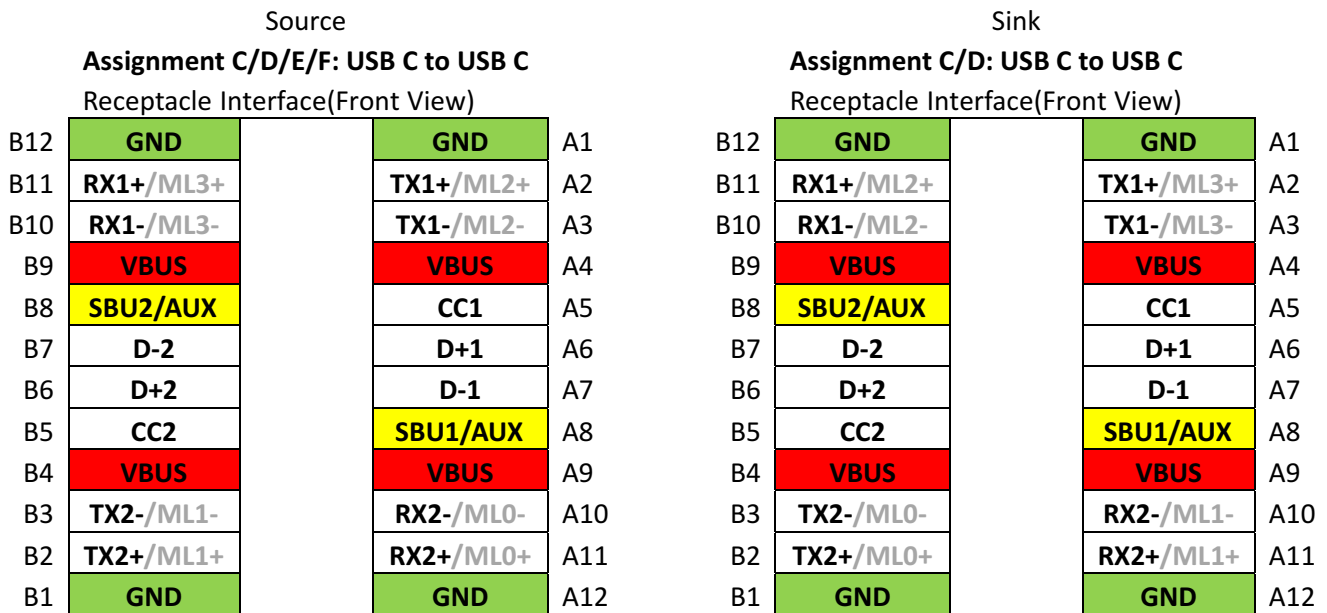 Source Sink
Assignment C/D/E/F: USB C to USB C Assignment C/D: USB C to USB C
Receptacle Interface(Front View) Receptacle Interface(Front View)
B12 GND GND A1 B12 GND GND A1
B11 RX1+/ML3+ TX1+/ML2+ A2 B11 RX1+/ML2+ TX1+/ML3+ A2
B10 RX1-/ML3- TX1-/ML2- A3 B10 RX1-/ML2- TX1-/ML3- A3
B9 VBUS VBUS A4 B9 VBUS VBUS A4
B8 SBU2/AUX CC1 A5 B8 SBU2/AUX CC1 A5
B7 D-2 D+1 A6 B7 D-2 D+1 A6
B6 D+2 D-1 A7 B6 D+2 D-1 A7
B5 CC2 SBU1/AUX A8 B5 CC2 SBU1/AUX A8
B4 VBUS VBUS A9 B4 VBUS VBUS A9
B3 TX2-/ML1- RX2-/ML0- A10 B3 TX2-/ML0- RX2-/ML1- A10
B2 TX2+/ML1+ RX2+/ML0+ A11 B2 TX2+/ML0+ RX2+/ML1+ A11
B1 GND GND A12 B1 GND GND A12